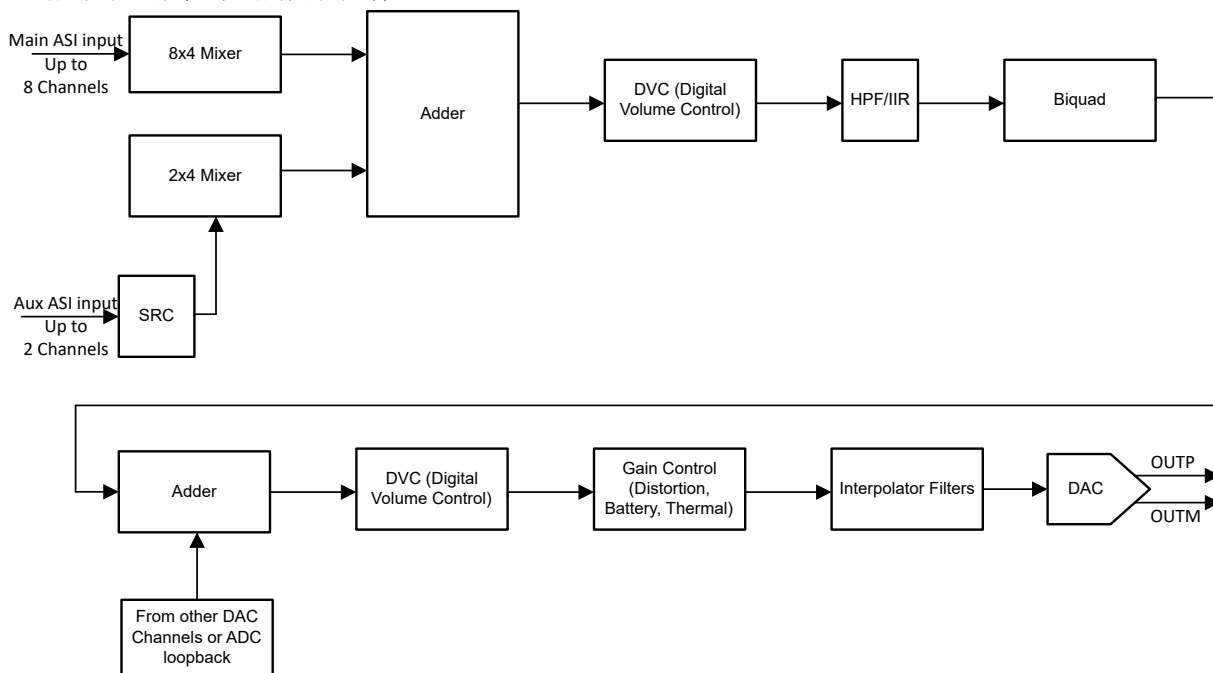 Main ASI input
Up to
8 Channels
8x4 Mixer
Adder
DVC (Digital
Volume Control)
HPF/IIR
Biquad
2x4 Mixer
Aux ASI input
Up to
2 Channels
SRC
Adder
DVC (Digital
Volume Control)
Gain Control
(Distortion,
Battery, Thermal)
Interpolator Filters
DAC
OUTP
OUTM
From other DAC
Channels or ADC
loopback